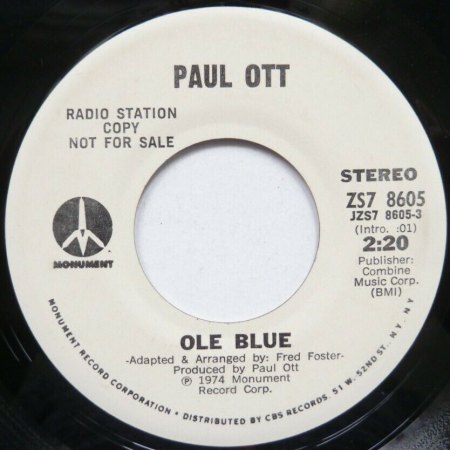 PAUL OTT
RADIO STATION
COPY
NOT FOR SALE
STEREO
ZS7 8605
JZS7 8605-3
(Intro. :01)
2:20
Publisher:
Combine
Music Corp.
(BMI)
MONUMENT
OLE BLUE
-Adapted & Arranged by: Fred Foster-
Produced by Paul Ott
℗ 1974 Monument
Record Corp.
MONUMENT RECORD CORPORATION • DISTRIBUTED BY CBS RECORDS. 51 W. 52ND ST. N.Y. N.Y.